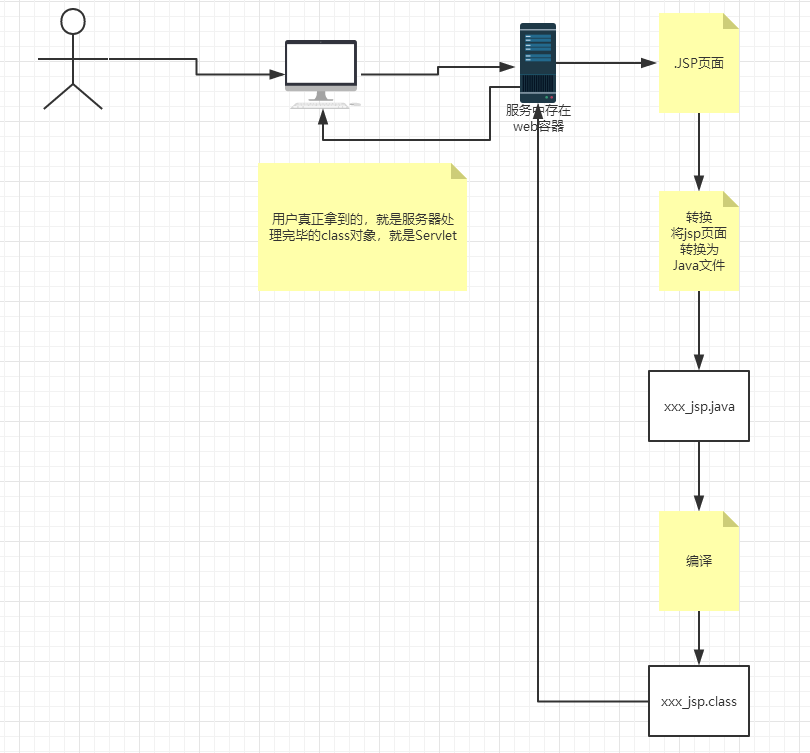 .JSP页面
服务中存在
web容器
用户真正拿到的，就是服务器处
理完毕的class对象，就是Servlet
转换
将jsp页面
转换为
Java文件
xxx_jsp.java
编译
xxx_jsp.class